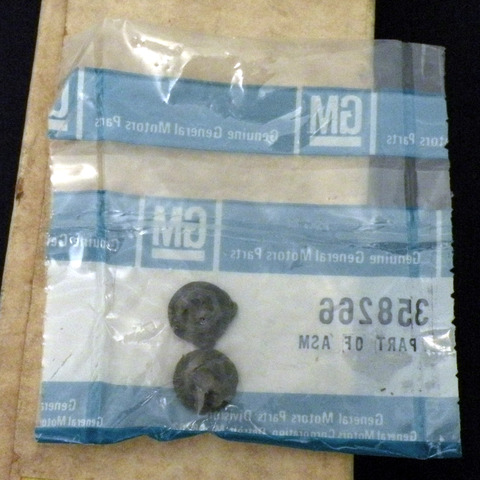 Genuine General Motors Parts GM
GM Genuine General Motors Parts
358266
PART OF ASM
General Motors Parts Division
General Motors Corporation